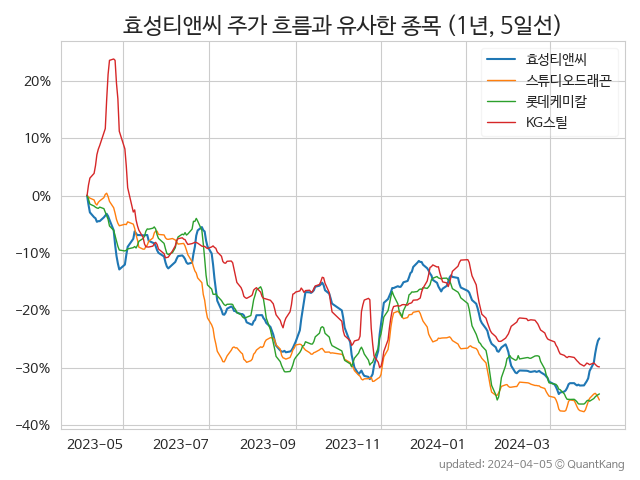 효성티앤씨 주가 흐름과 유사한 종목 (1년, 5일선)
효성티앤씨
스튜디오드래곤
롯데케미칼
KG스틸
20%
10%
0%
−10%
−20%
−30%
−40%
2023-05 2023-07 2023-09 2023-11 2024-01 2024-03
updated: 2024-04-05 © QuantKang